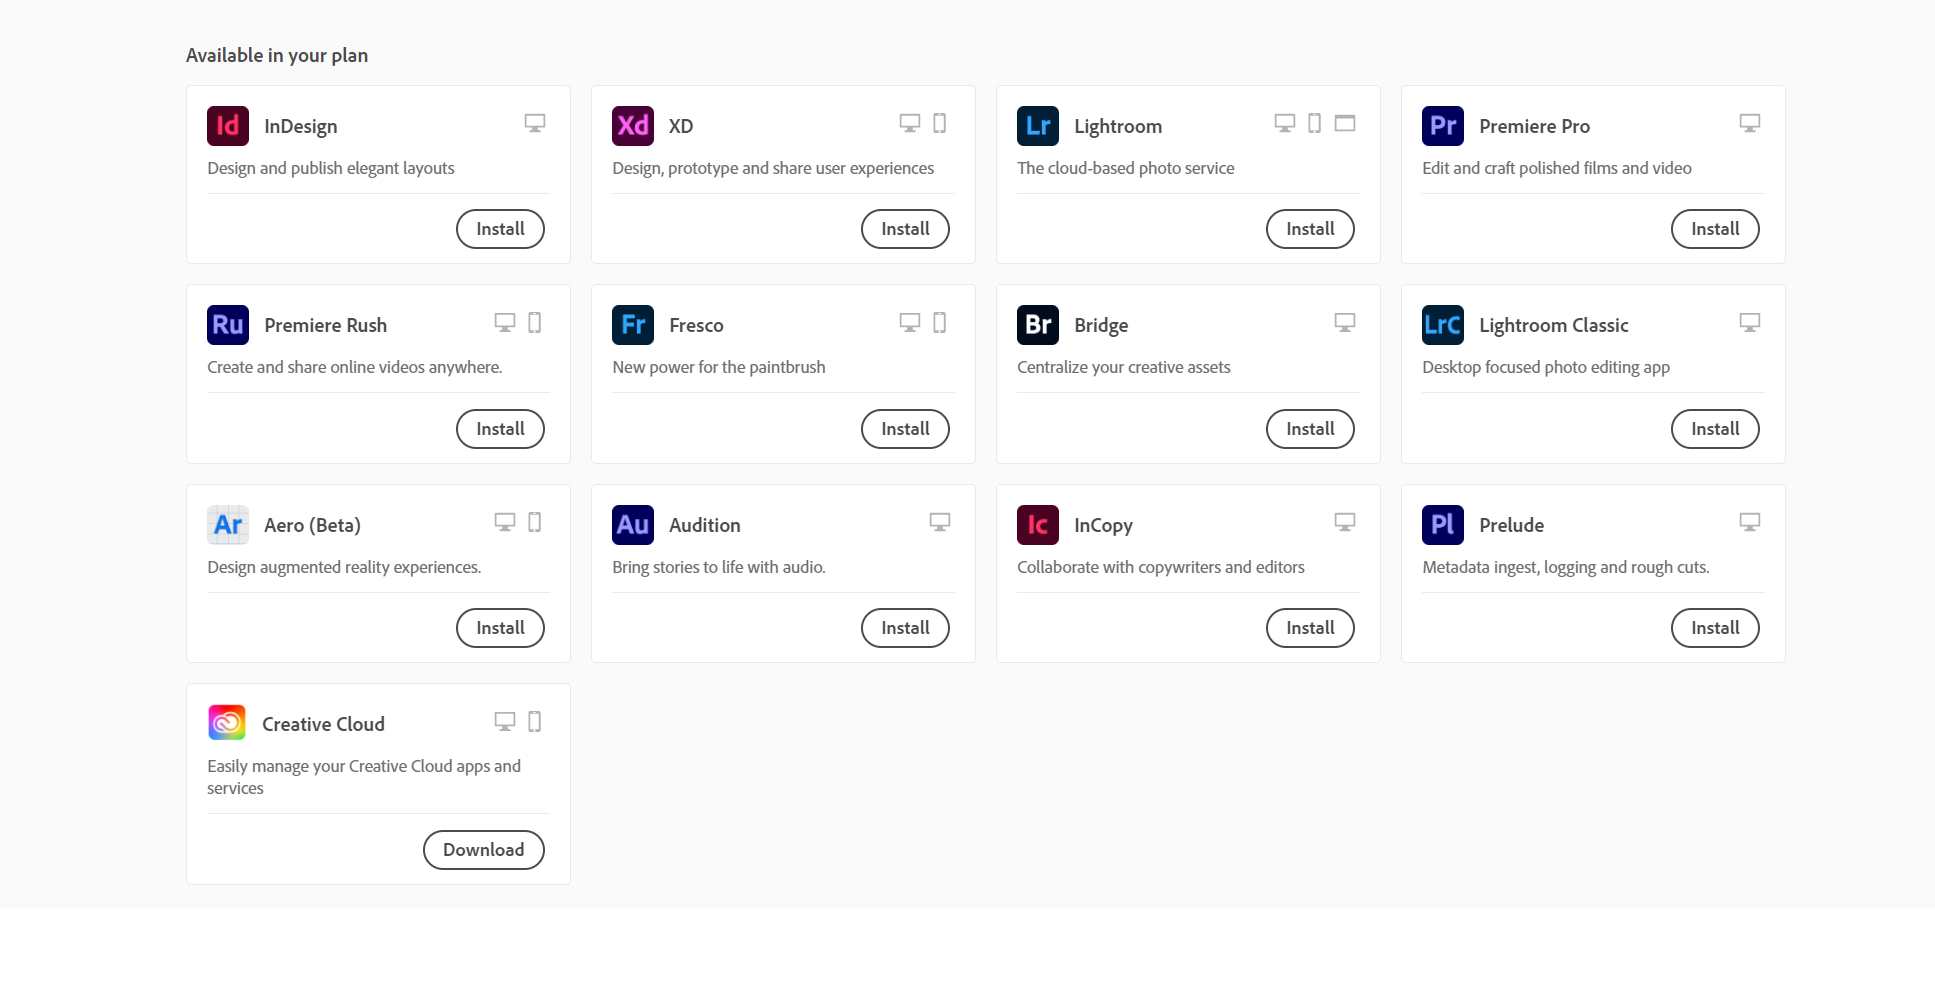 Available in your plan
Id InDesign
Design and publish elegant layouts
Install
Xd XD
Design, prototype and share user experiences
Install
Lr Lightroom
The cloud-based photo service
Install
Pr Premiere Pro
Edit and craft polished films and video
Install
Ru Premiere Rush
Create and share online videos anywhere.
Install
Fr Fresco
New power for the paintbrush
Install
Br Bridge
Centralize your creative assets
Install
LrC Lightroom Classic
Desktop focused photo editing app
Install
Ar Aero (Beta)
Design augmented reality experiences.
Install
Au Audition
Bring stories to life with audio.
Install
Ic InCopy
Collaborate with copywriters and editors
Install
Pl Prelude
Metadata ingest, logging and rough cuts.
Install
Creative Cloud
Easily manage your Creative Cloud apps and
services
Download